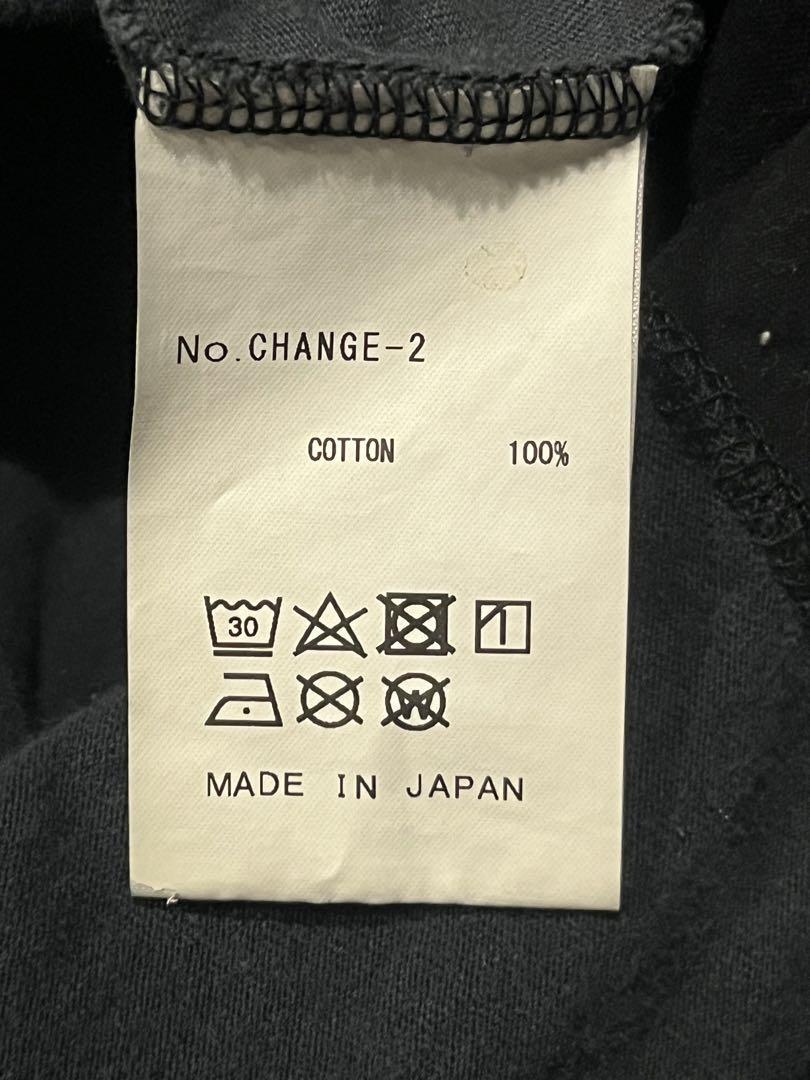 No.CHANGE-2
COTTON 100%
30
W
MADE IN JAPAN